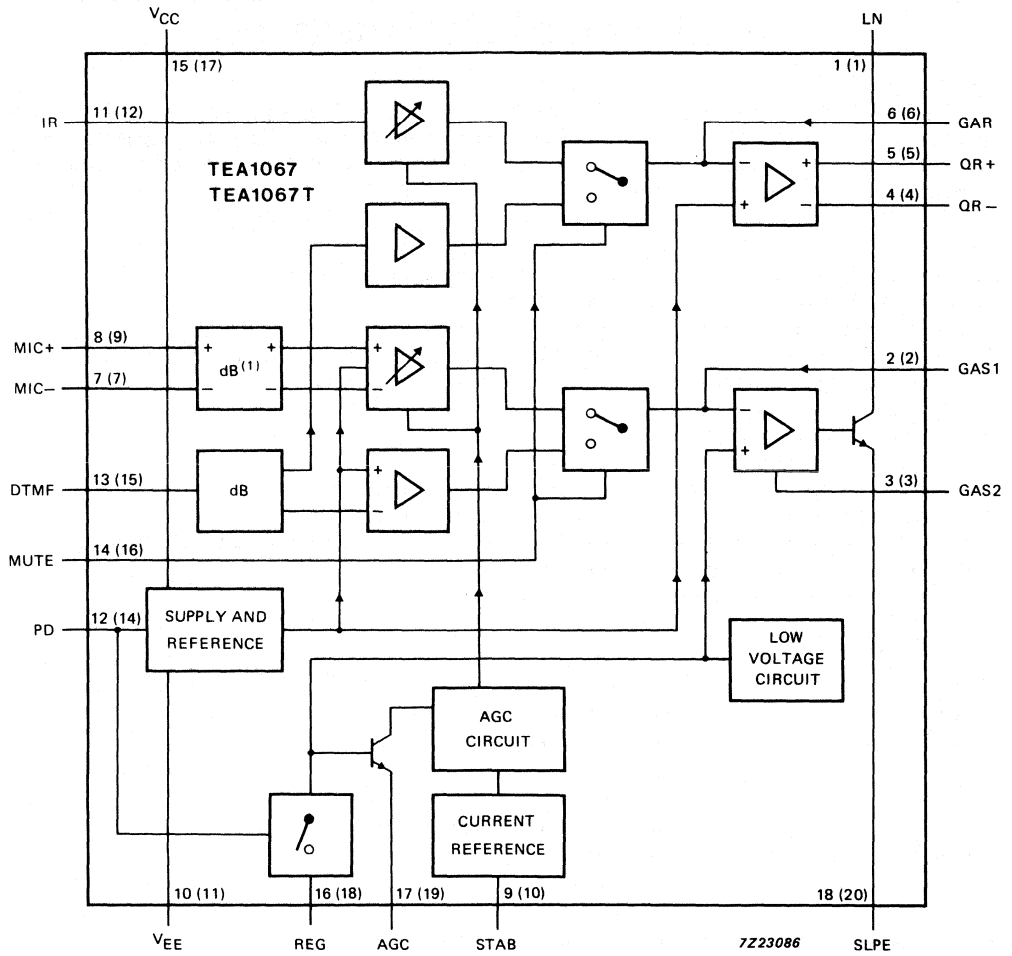 VCC
LN
15 (17)
1 (1)
IR
11 (12)
6 (6)
GAR
TEA1067
TEA1067T
5 (5)
QR+
− +
4 (4)
QR−
+ −
MIC+
8 (9)
+ + +
dB(1)
MIC−
7 (7)
− − −
2 (2)
GAS1
−
+
DTMF
13 (15)
dB
+
−
3 (3)
GAS2
MUTE
14 (16)
PD
12 (14)
SUPPLY AND
REFERENCE
LOW
VOLTAGE
CIRCUIT
AGC
CIRCUIT
CURRENT
REFERENCE
10 (11)
16 (18)
17 (19)
9 (10)
18 (20)
VEE
REG
AGC
STAB
7Z23086
SLPE